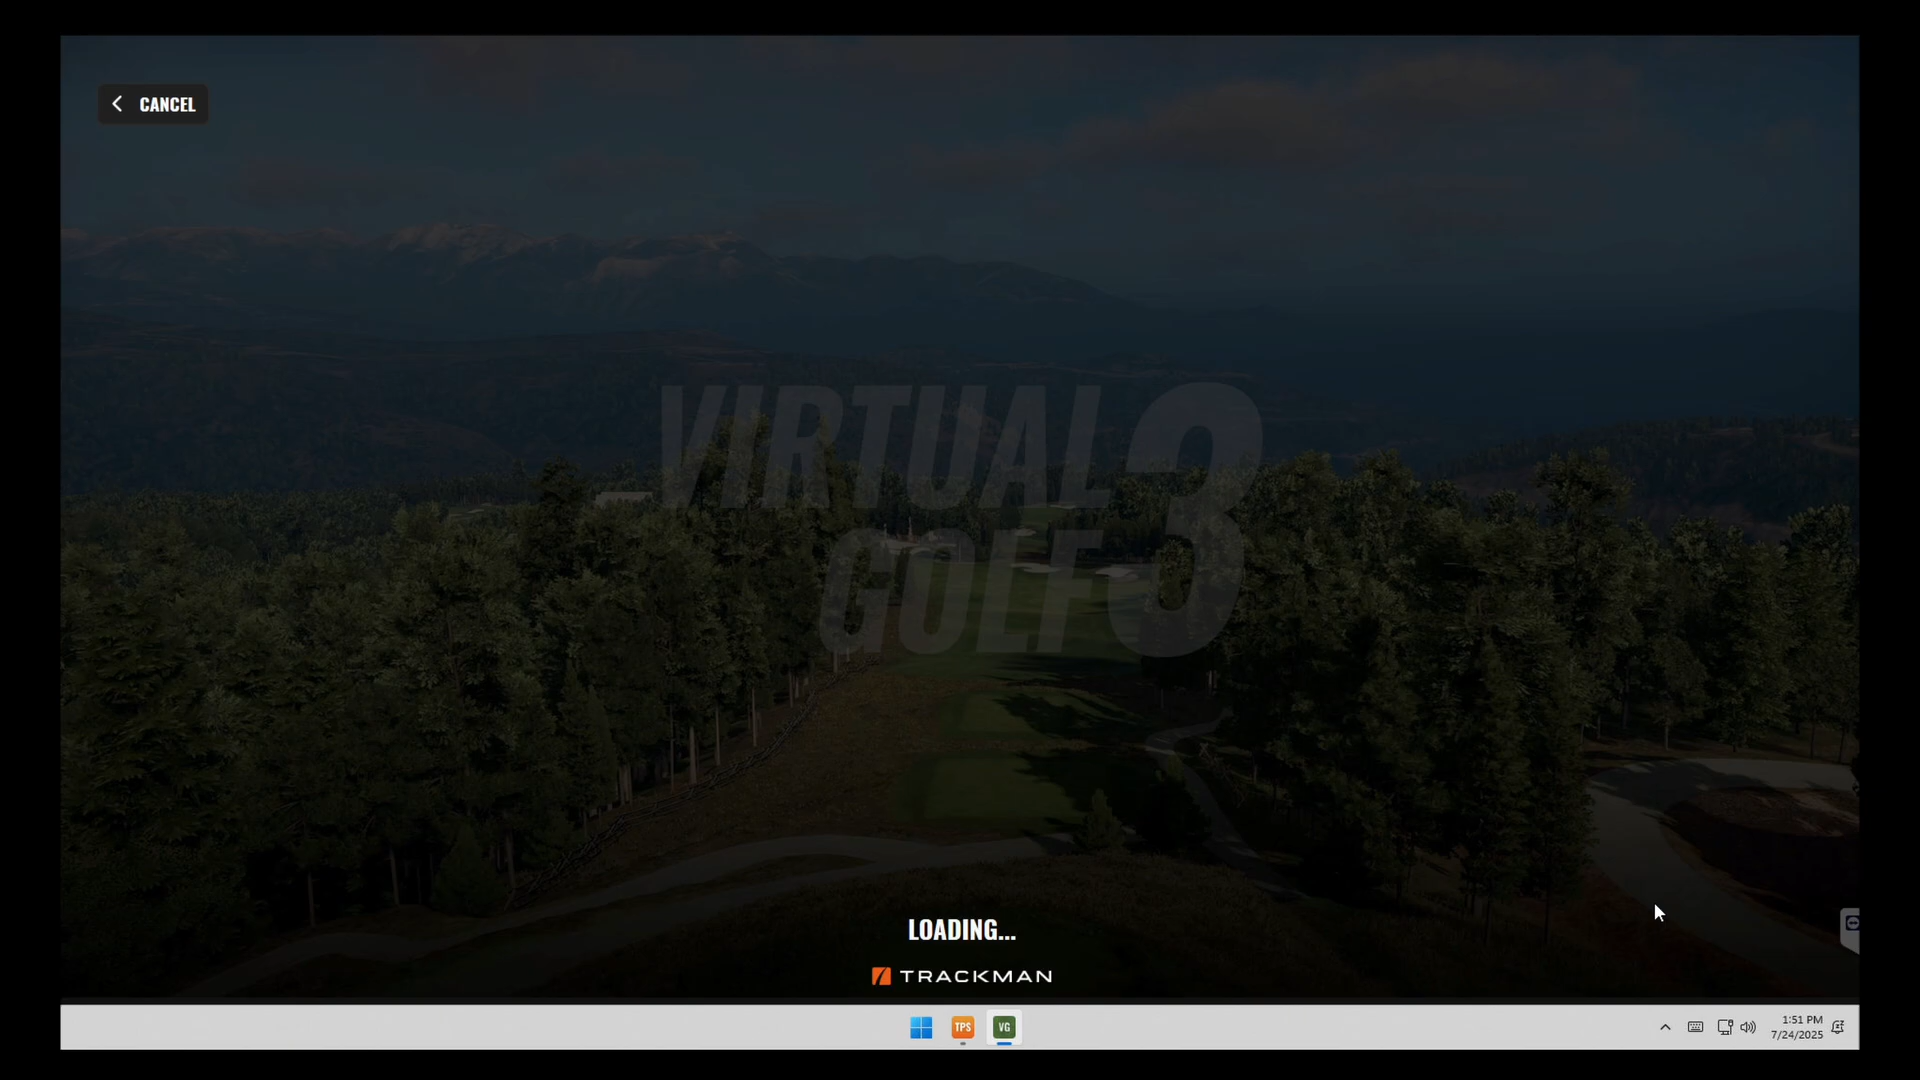 CANCEL
VIRTUAL
GOLF 3
LOADING...
TRACKMAN
TPS
VG
1:51 PM
7/24/2025